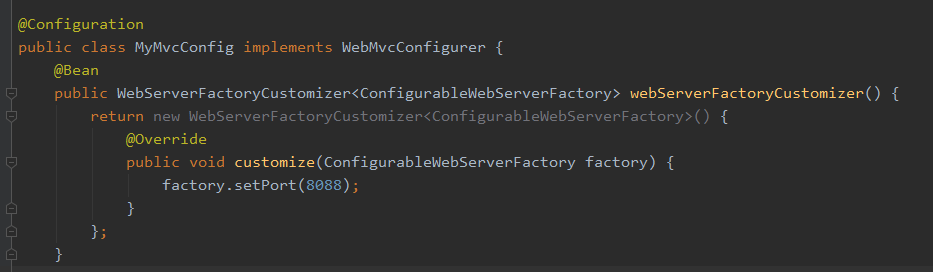 @Configuration
public class MyMvcConfig implements WebMvcConfigurer {
    @Bean
    public WebServerFactoryCustomizer<ConfigurableWebServerFactory> webServerFactoryCustomizer() {
        return new WebServerFactoryCustomizer<ConfigurableWebServerFactory>() {
            @Override
            public void customize(ConfigurableWebServerFactory factory) {
                factory.setPort(8088);
            }
        };
    }